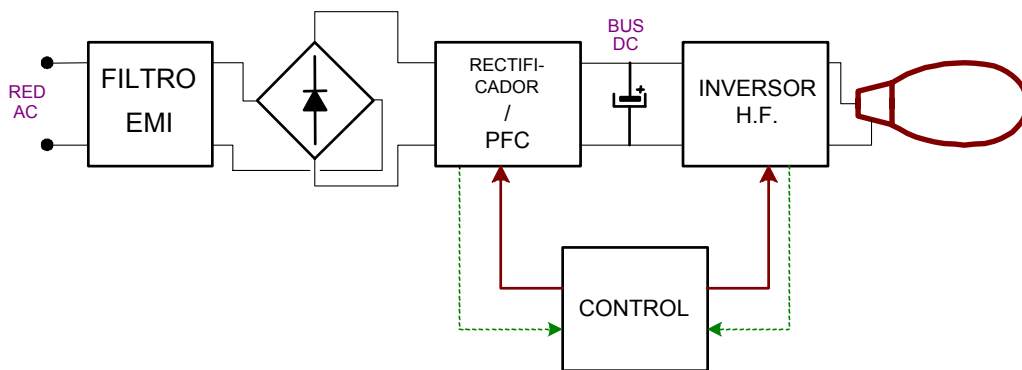 RED
AC
FILTRO
EMI
RECTIFI-
CADOR
/
PFC
BUS
DC
+
INVERSOR
H.F.
CONTROL